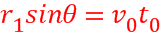 r₁sinθ = v₀t₀